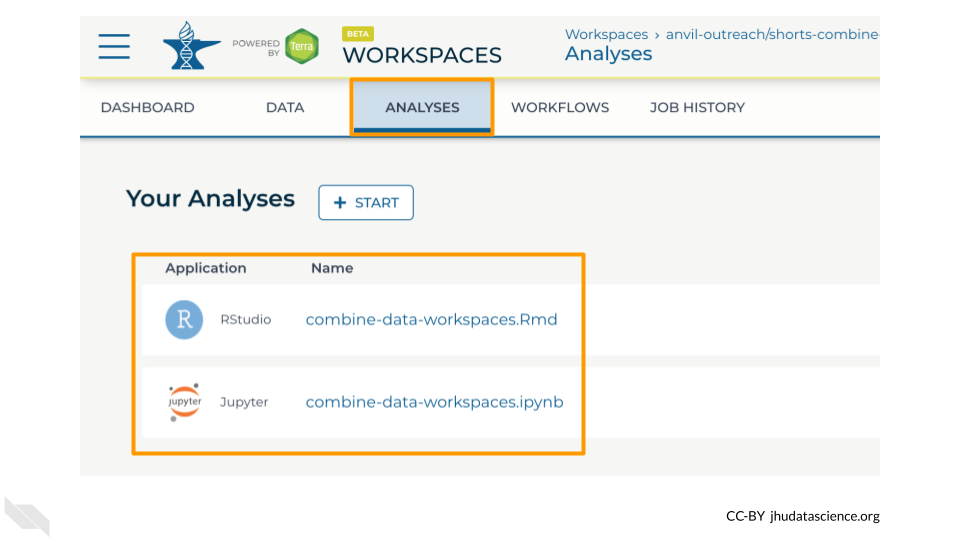 POWERED BY
Terra
BETA
WORKSPACES
Workspaces › anvil-outreach/shorts-combine
Analyses
DASHBOARD DATA ANALYSES WORKFLOWS JOB HISTORY
Your Analyses + START
Application Name
R RStudio combine-data-workspaces.Rmd
jupyter Jupyter combine-data-workspaces.ipynb
CC-BY jhudatascience.org